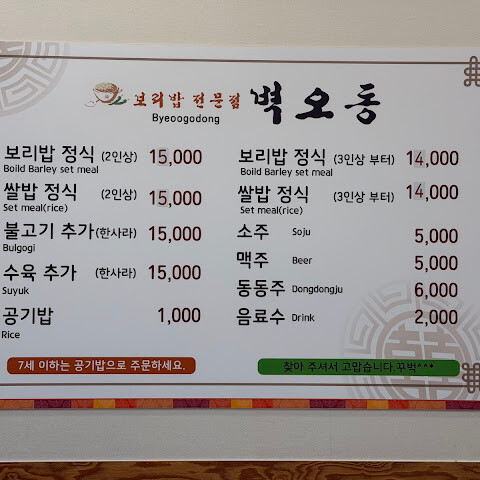 보리밥 전문점 벽오동
Byeoogodong
보리밥 정식 (2인상) 15,000
Boild Barley set meal
쌀밥 정식 (2인상) 15,000
Set meal(rice)
불고기 추가 (한사라) 15,000
Bulgogi
수육 추가 (한사라) 15,000
Suyuk
공기밥 1,000
Rice
7세 이하는 공기밥으로 주문하세요.
보리밥 정식 (3인상 부터) 14,000
Boild Barley set meal
쌀밥 정식 (3인상 부터) 14,000
Set meal(rice)
소주 Soju 5,000
맥주 Beer 5,000
동동주 Dongdongju 6,000
음료수 Drink 2,000
찾아 주셔서 고맙습니다.꾸벅^^*